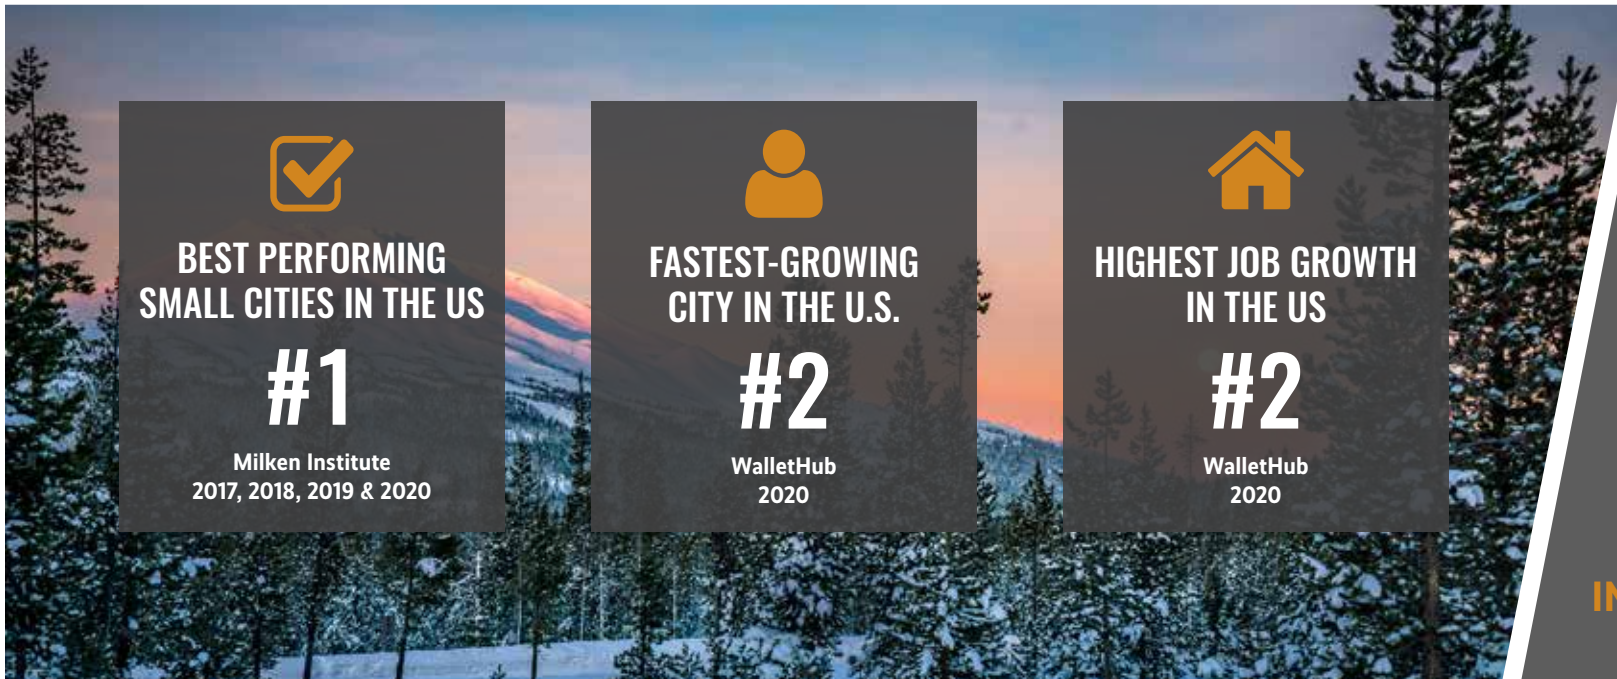 BEST PERFORMING
SMALL CITIES IN THE US
#1
Milken Institute
2017, 2018, 2019 & 2020
FASTEST-GROWING
CITY IN THE U.S.
#2
WalletHub
2020
HIGHEST JOB GROWTH
IN THE US
#2
WalletHub
2020